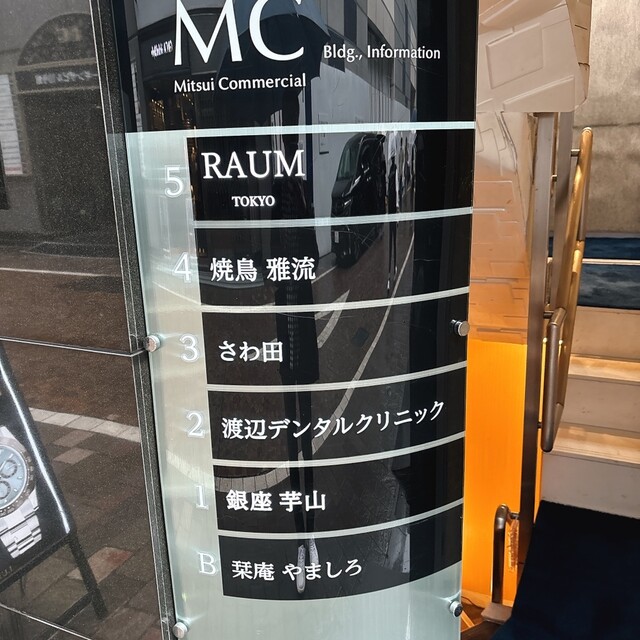 MC Bldg., Information
Mitsui Commercial
5 RAUM
TOKYO
4 焼鳥 雅流
3 さわ田
2 渡辺デンタルクリニック
1 銀座 芋山
B 栞庵 やましろ